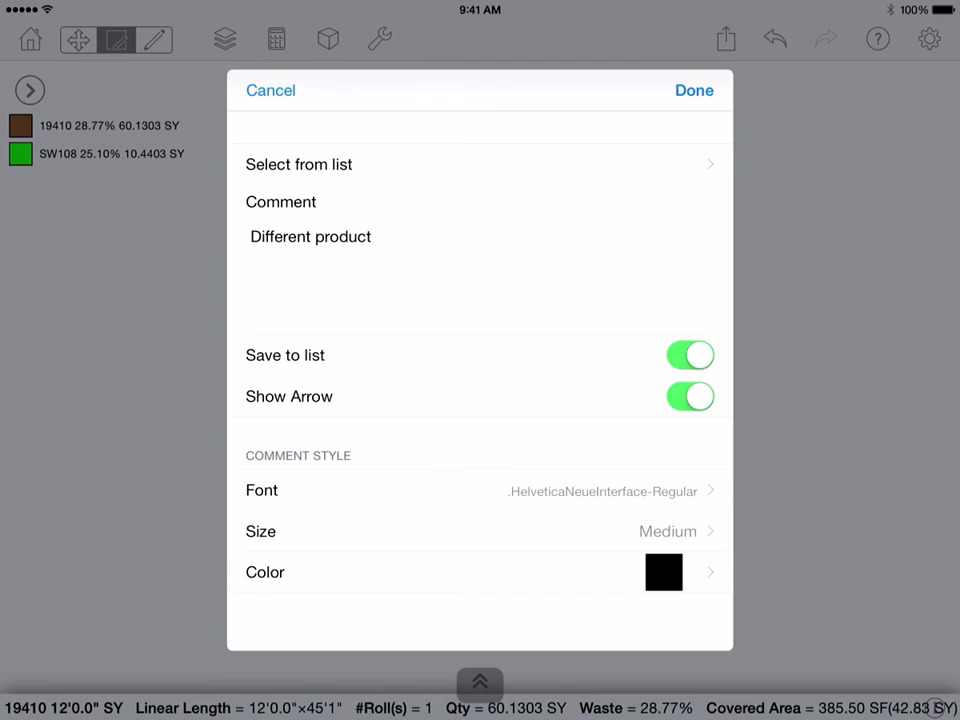 9:41 AM
100%
19410 28.77% 60.1303 SY
SW108 25.10% 10.4403 SY
Cancel
Done
Select from list
Comment
Different product
Save to list
Show Arrow
COMMENT STYLE
Font
.HelveticaNeueInterface-Regular
Size
Medium
Color
19410 12'0.0" SY Linear Length = 12'0.0"×45'1" #Roll(s) = 1 Qty = 60.1303 SY Waste = 28.77% Covered Area = 385.50 SF(42.83 SY)